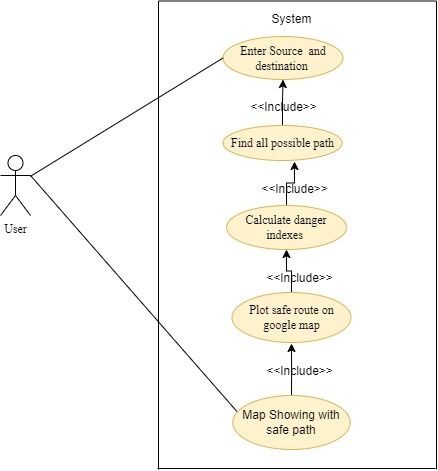 System
Enter Source and
destination
<<Include>>
Find all possible path
<<Include>>
User
Calculate danger
indexes
<<Include>>
Plot safe route on
google map
<<Include>>
Map Showing with
safe path